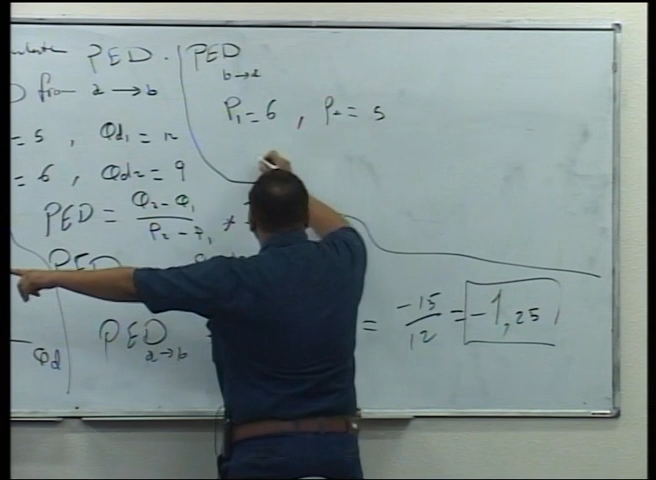 PED .
from a → b
= 5 , Qd1 = 12
= 6 , Qd2 = 9
PED = Q2 - Q1 / P2 - P1 *
PED
PED a→b
= -15 / 12 = -1,25
Qd
PED b→a
P1 = 6 , P2 = 5